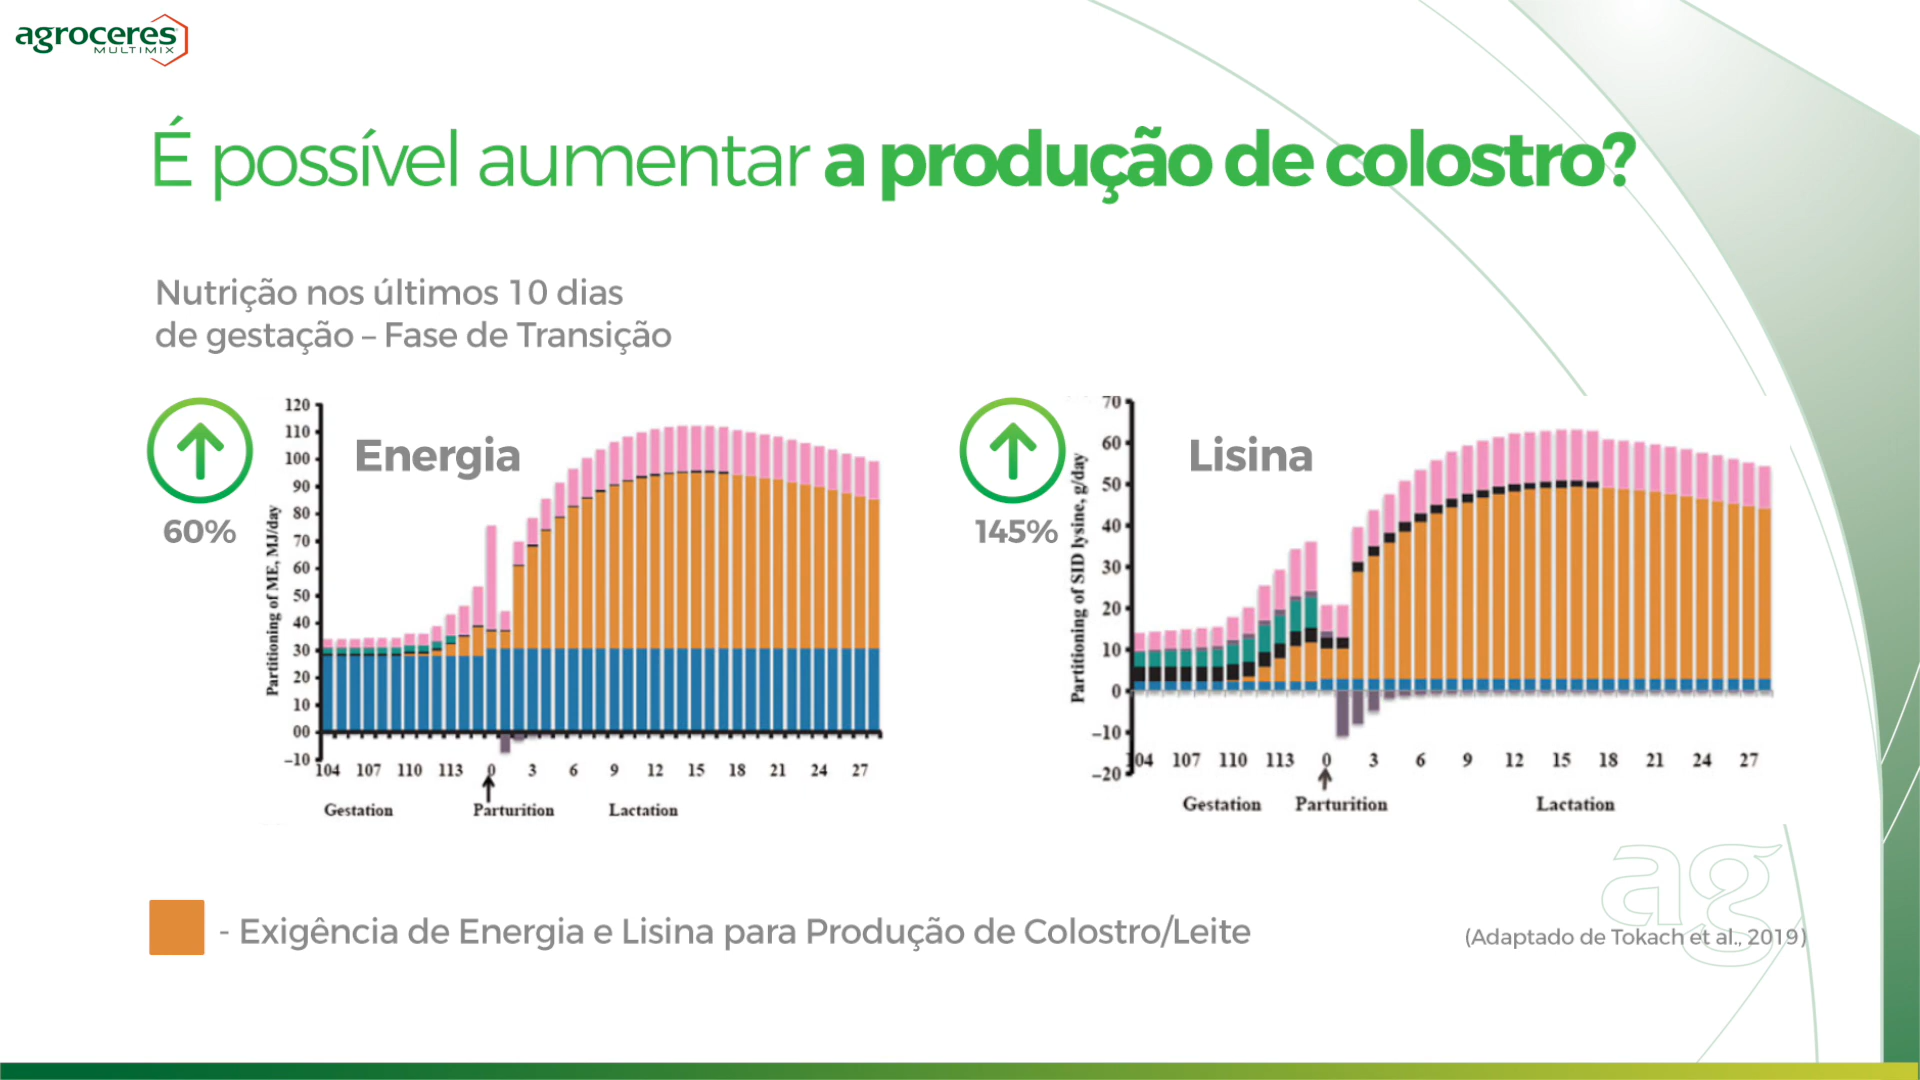 agroceres
MULTIMIX
É possível aumentar a produção de colostro?
Nutrição nos últimos 10 dias
de gestação – Fase de Transição
60%
Energia
Partitioning of ME, MJ/day
120
110
100
90
80
70
60
50
40
30
20
10
00
–10
104 107 110 113 0 3 6 9 12 15 18 21 24 27
Gestation Parturition Lactation
145%
Lisina
Partitioning of SID lysine, g/day
70
60
50
40
30
20
10
0
–10
–20
104 107 110 113 0 3 6 9 12 15 18 21 24 27
Gestation Parturition Lactation
- Exigência de Energia e Lisina para Produção de Colostro/Leite
ag
(Adaptado de Tokach et al., 2019)